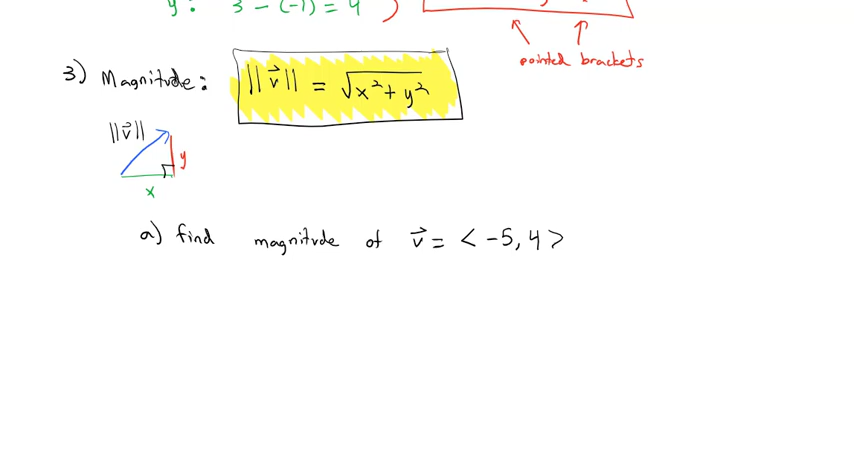 y: 3 - (-1) = 4
pointed brackets
3) Magnitude: ||v⃗|| = √(x² + y²)
||v⃗||
y
x
a) find magnitude of v⃗ = < -5, 4 >